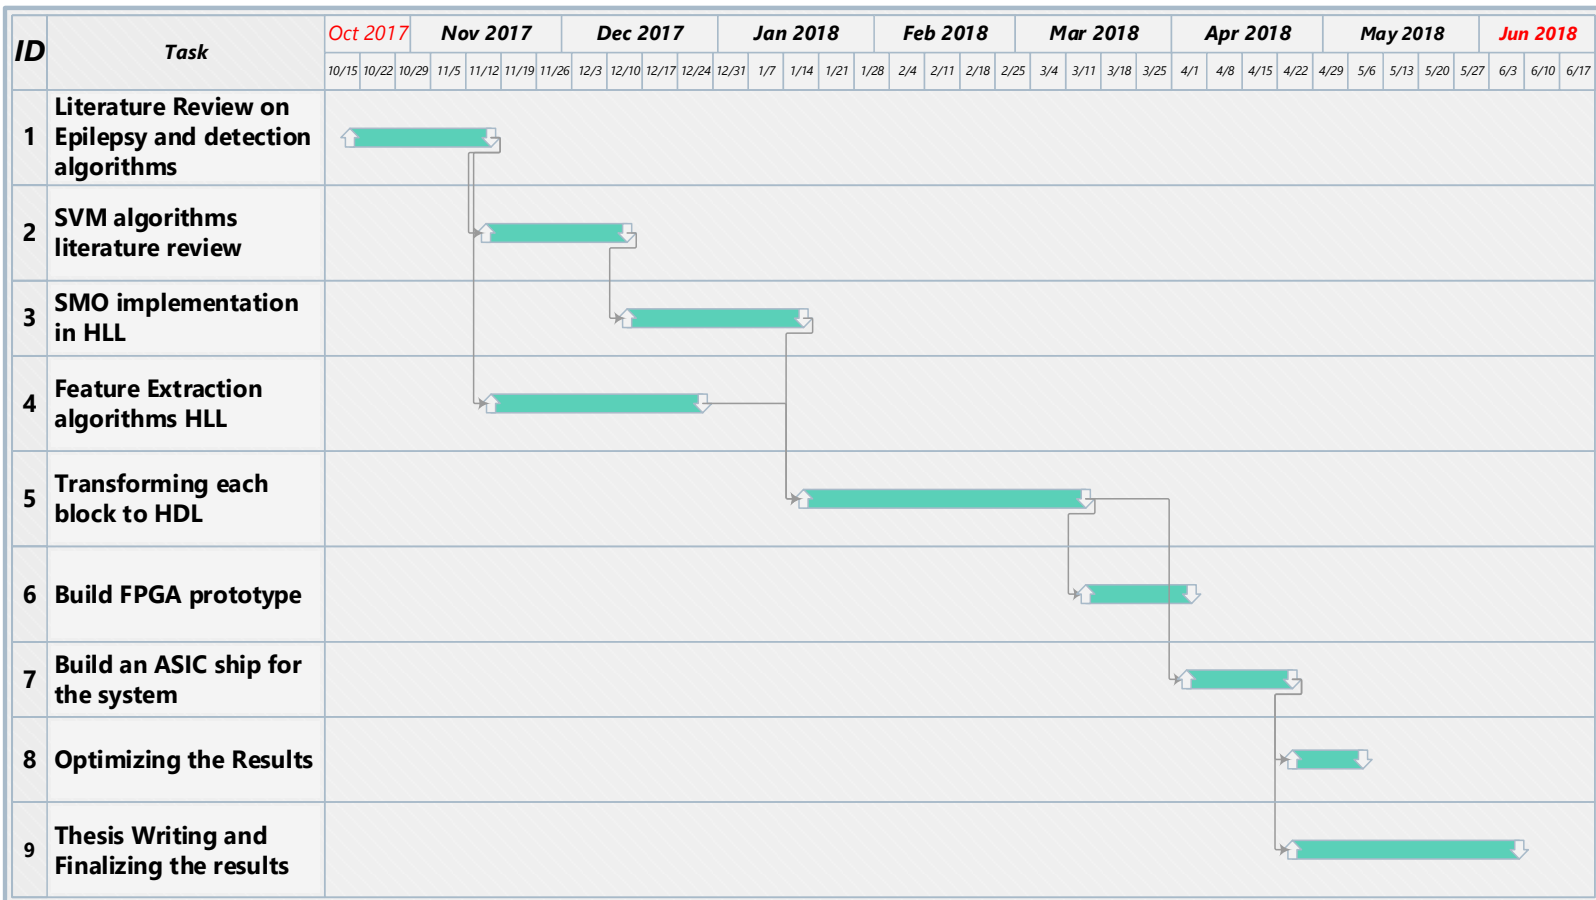 ID
Task
Oct 2017 Nov 2017 Dec 2017 Jan 2018 Feb 2018 Mar 2018 Apr 2018 May 2018 Jun 2018
10/15 10/22 10/29 11/5 11/12 11/19 11/26 12/3 12/10 12/17 12/24 12/31 1/7 1/14 1/21 1/28 2/4 2/11 2/18 2/25 3/4 3/11 3/18 3/25 4/1 4/8 4/15 4/22 4/29 5/6 5/13 5/20 5/27 6/3 6/10 6/17
1
Literature Review on
Epilepsy and detection
algorithms
2
SVM algorithms
literature review
3
SMO implementation
in HLL
4
Feature Extraction
algorithms HLL
5
Transforming each
block to HDL
6
Build FPGA prototype
7
Build an ASIC ship for
the system
8
Optimizing the Results
9
Thesis Writing and
Finalizing the results